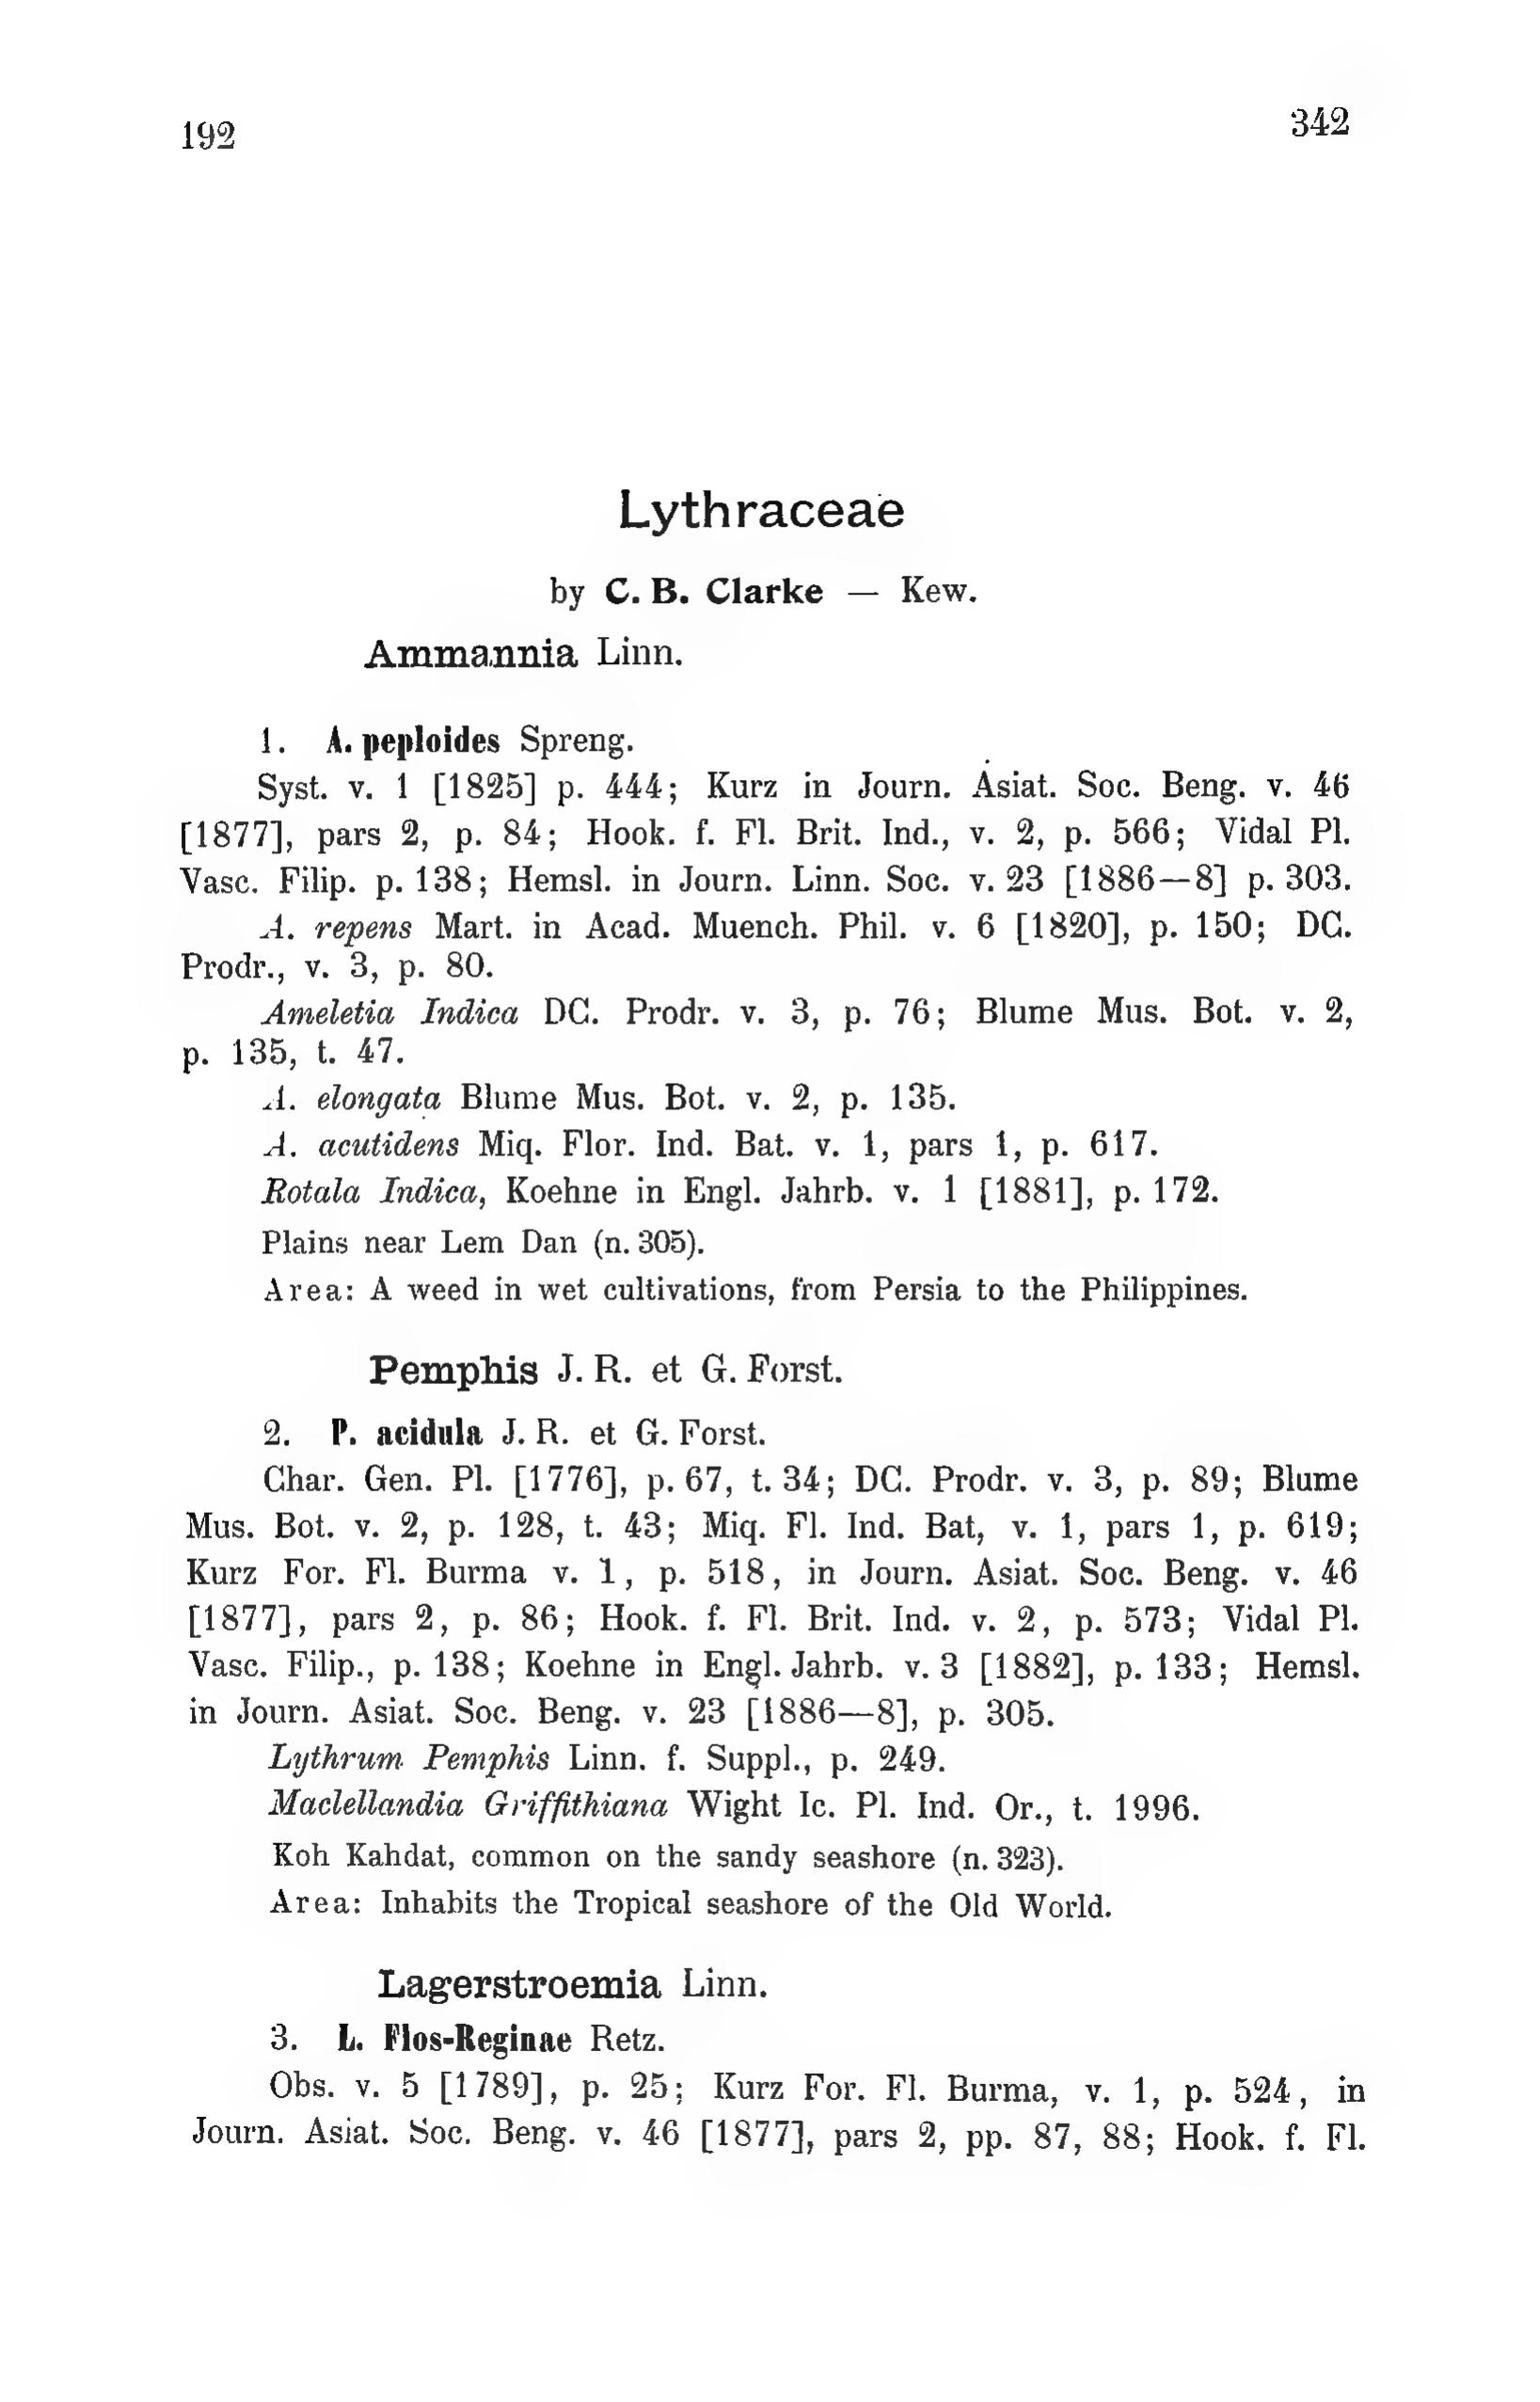 192 342
Lythraceae
by C. B. Clarke — Kew.
Ammannia Linn.
1. A. peploides Spreng.
Syst. v. 1 [1825] p. 444; Kurz in Journ. Asiat. Soc. Beng. v. 46
[1877], pars 2, p. 84; Hook. f. Fl. Brit. Ind., v. 2, p. 566; Vidal Pl.
Vasc. Filip. p. 138; Hemsl. in Journ. Linn. Soc. v. 23 [1886—8] p. 303.
A. repens Mart. in Acad. Muench. Phil. v. 6 [1820], p. 150; DC.
Prodr., v. 3, p. 80.
Ameletia Indica DC. Prodr. v. 3, p. 76; Blume Mus. Bot. v. 2,
p. 135, t. 47.
A. elongata Blume Mus. Bot. v. 2, p. 135.
A. acutidens Miq. Flor. Ind. Bat. v. 1, pars 1, p. 617.
Rotala Indica, Koehne in Engl. Jahrb. v. 1 [1881], p. 172.
Plains near Lem Dan (n. 305).
Area: A weed in wet cultivations, from Persia to the Philippines.
Pemphis J. R. et G. Forst.
2. P. acidula J. R. et G. Forst.
Char. Gen. Pl. [1776], p. 67, t. 34; DC. Prodr. v. 3, p. 89; Blume
Mus. Bot. v. 2, p. 128, t. 43; Miq. Fl. Ind. Bat, v. 1, pars 1, p. 619;
Kurz For. Fl. Burma v. 1, p. 518, in Journ. Asiat. Soc. Beng. v. 46
[1877], pars 2, p. 86; Hook. f. Fl. Brit. Ind. v. 2, p. 573; Vidal Pl.
Vasc. Filip., p. 138; Koehne in Engl. Jahrb. v. 3 [1882], p. 133; Hemsl.
in Journ. Asiat. Soc. Beng. v. 23 [1886—8], p. 305.
Lythrum Pemphis Linn. f. Suppl., p. 249.
Maclellandia Griffithiana Wight Ic. Pl. Ind. Or., t. 1996.
Koh Kahdat, common on the sandy seashore (n. 323).
Area: Inhabits the Tropical seashore of the Old World.
Lagerstroemia Linn.
3. L. Flos-Reginae Retz.
Obs. v. 5 [1789], p. 25; Kurz For. Fl. Burma, v. 1, p. 524, in
Journ. Asiat. Soc. Beng. v. 46 [1877], pars 2, pp. 87, 88; Hook. f. Fl.